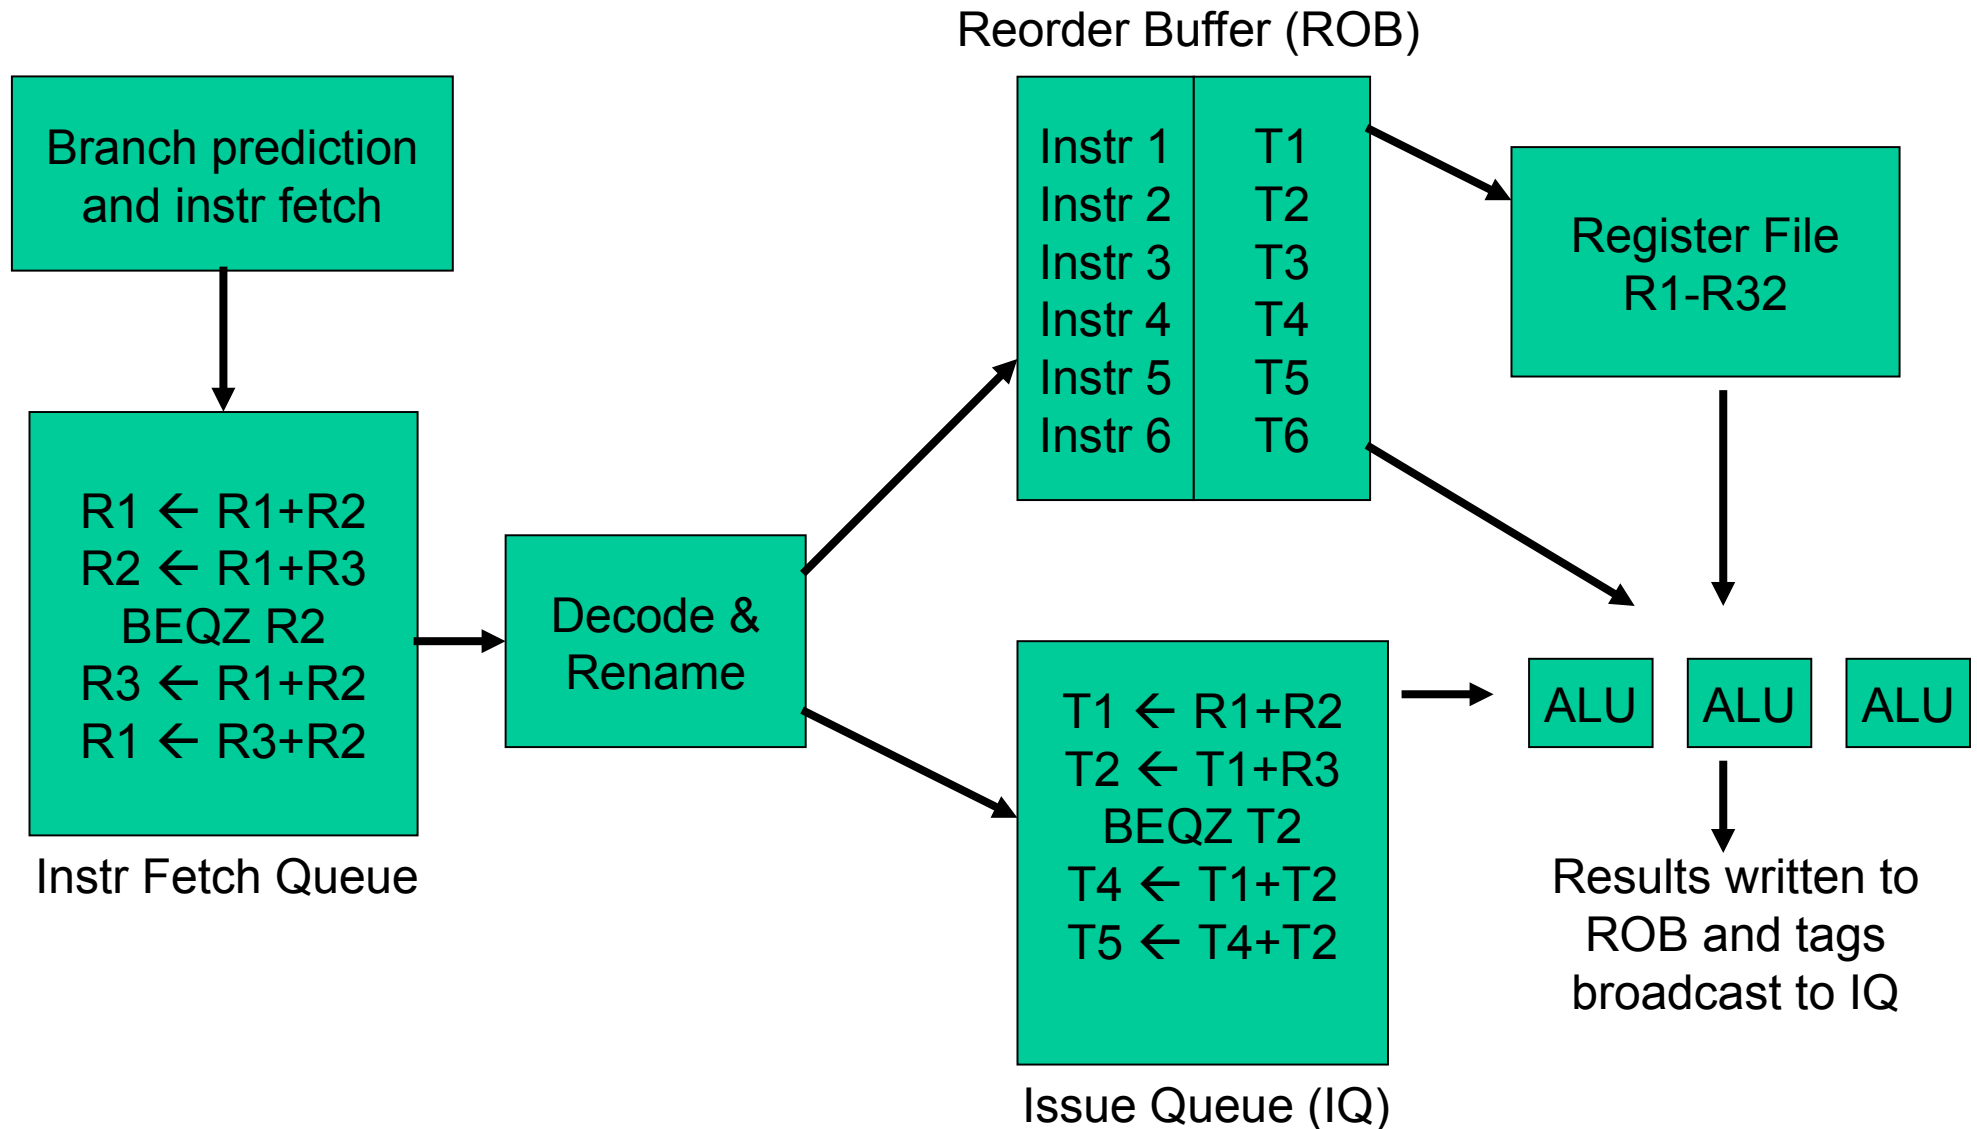 Reorder Buffer (ROB)
Branch prediction
and instr fetch
Instr 1 T1
Instr 2 T2
Instr 3 T3
Instr 4 T4
Instr 5 T5
Instr 6 T6
Register File
R1-R32
R1 ← R1+R2
R2 ← R1+R3
BEQZ R2
R3 ← R1+R2
R1 ← R3+R2
Instr Fetch Queue
Decode &
Rename
T1 ← R1+R2
T2 ← T1+R3
BEQZ T2
T4 ← T1+T2
T5 ← T4+T2
Issue Queue (IQ)
ALU ALU ALU
Results written to
ROB and tags
broadcast to IQ